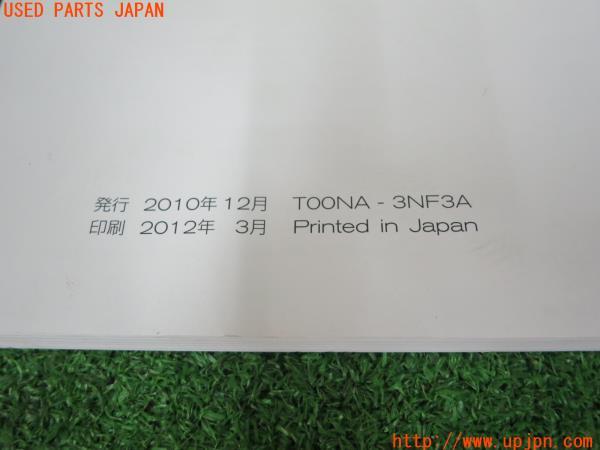 USED PARTS JAPAN
発行 2010年 12月 TOONA - 3NF3A
印刷 2012年 3月 Printed in Japan
http://www.upjpn.com